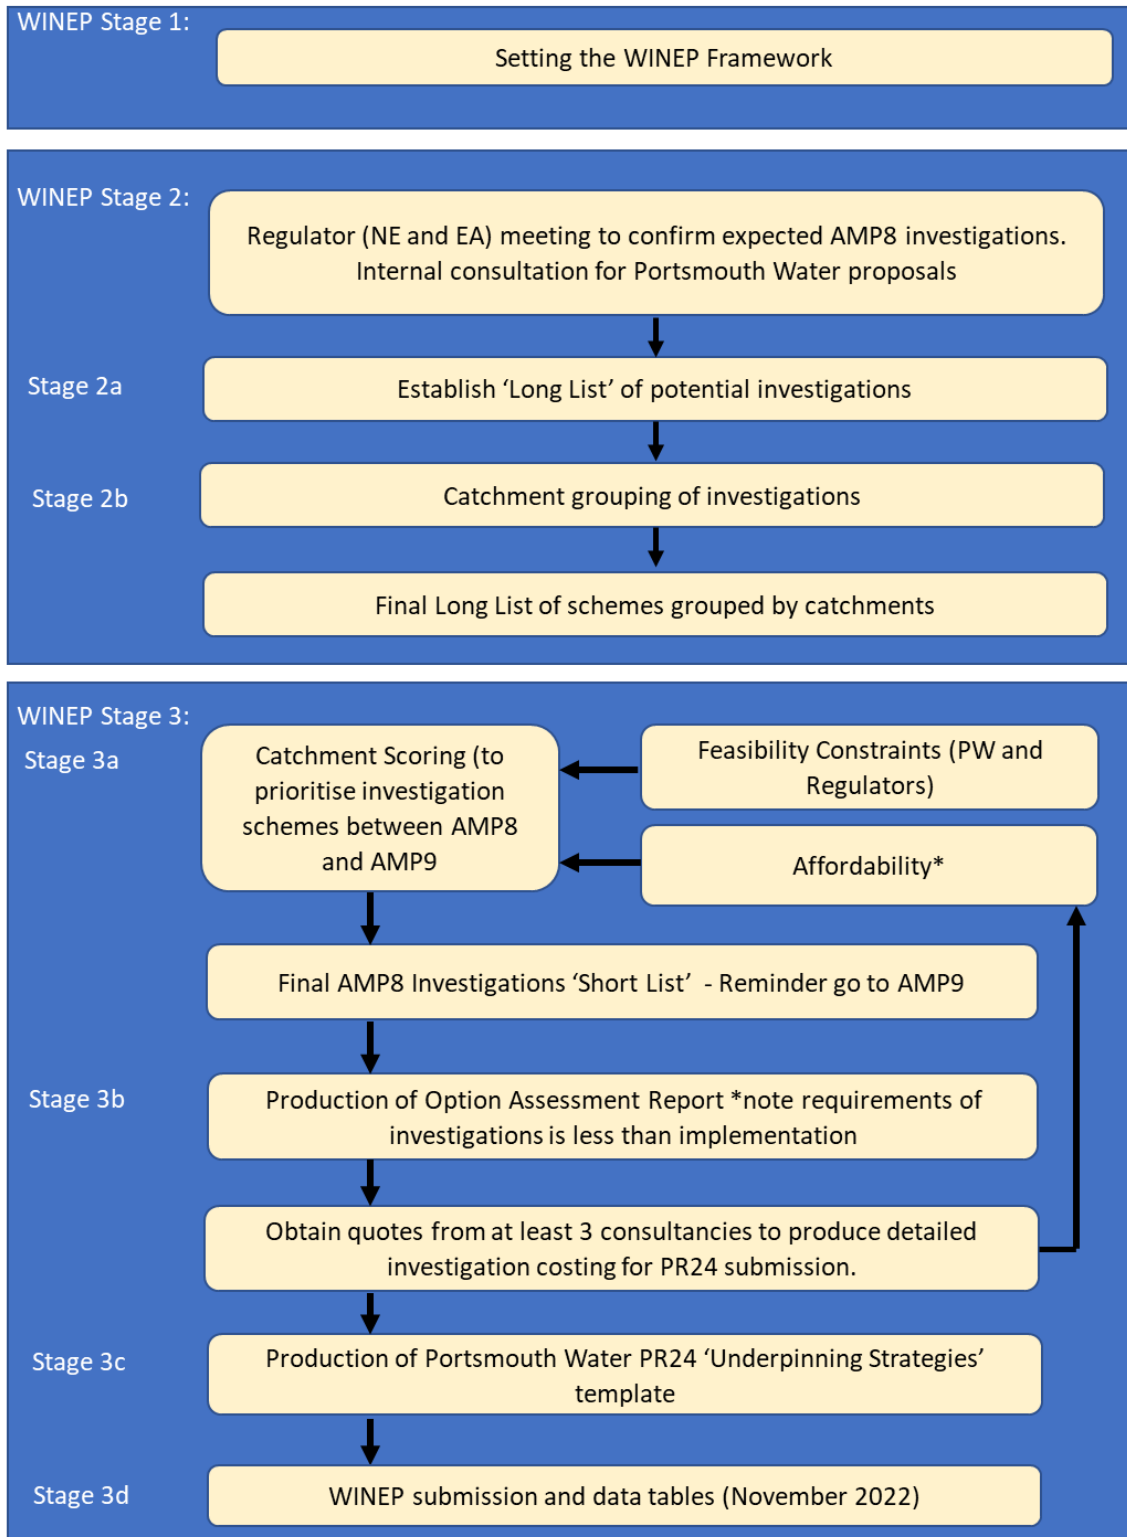 WINEP Stage 1:
Setting the WINEP Framework
WINEP Stage 2:
Regulator (NE and EA) meeting to confirm expected AMP8 investigations.
Internal consultation for Portsmouth Water proposals
Stage 2a
Establish ‘Long List’ of potential investigations
Stage 2b
Catchment grouping of investigations
Final Long List of schemes grouped by catchments
WINEP Stage 3:
Stage 3a
Catchment Scoring (to
prioritise investigation
schemes between AMP8
and AMP9
Feasibility Constraints (PW and
Regulators)
Affordability*
Final AMP8 Investigations ‘Short List’ - Reminder go to AMP9
Stage 3b
Production of Option Assessment Report *note requirements of
investigations is less than implementation
Obtain quotes from at least 3 consultancies to produce detailed
investigation costing for PR24 submission.
Stage 3c
Production of Portsmouth Water PR24 ‘Underpinning Strategies’
template
Stage 3d
WINEP submission and data tables (November 2022)